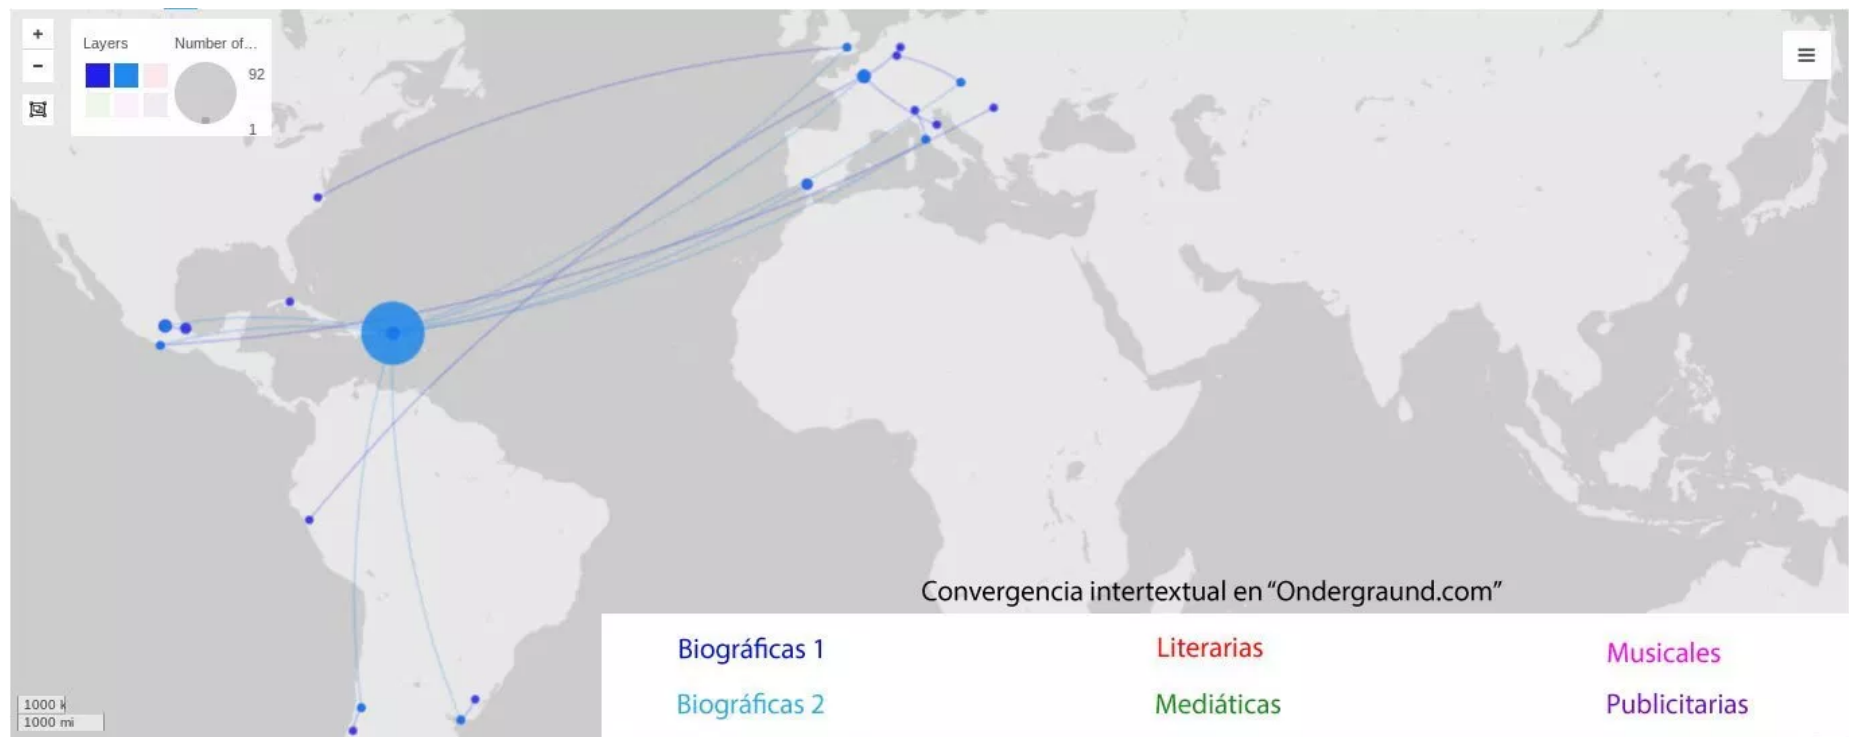 +
Layers
Number of...
−
92
1
Convergencia intertextual en “Ondergraund.com”
Biográficas 1
Literarias
Musicales
Biográficas 2
Mediáticas
Publicitarias
1000 k
1000 mi